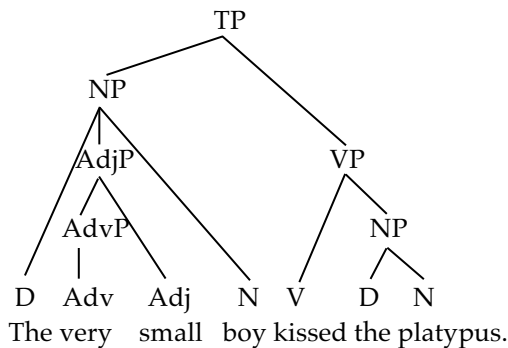 TP
NP
AdjP VP
AdvP NP
D Adv Adj N V D N
The very small boy kissed the platypus.